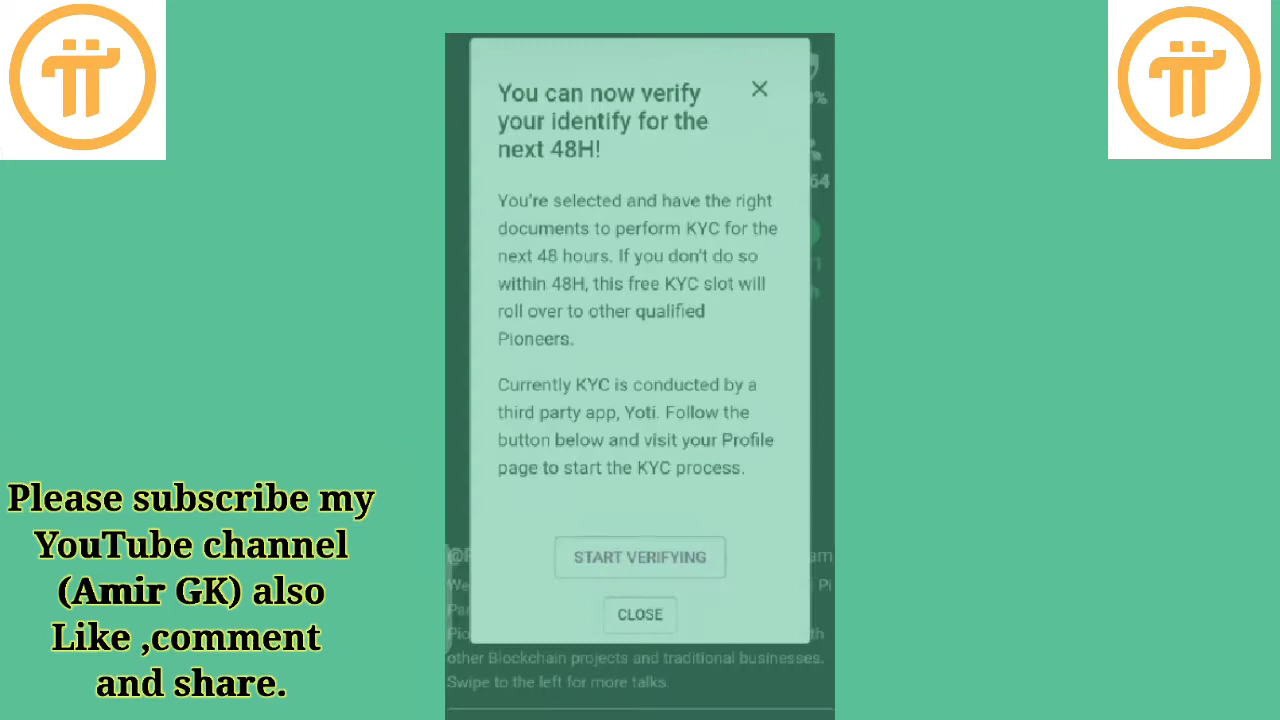 You can now verify
your identify for the
next 48H!
You're selected and have the right
documents to perform KYC for the
next 48 hours. If you don't do so
within 48H, this free KYC slot will
roll over to other qualified
Pioneers.
Currently KYC is conducted by a
third party app, Yoti. Follow the
button below and visit your Profile
page to start the KYC process.
START VERIFYING
CLOSE
other Blockchain projects and traditional businesses.
Swipe to the left for more talks.
Please subscribe my
YouTube channel
(Amir GK) also
Like ,comment
and share.